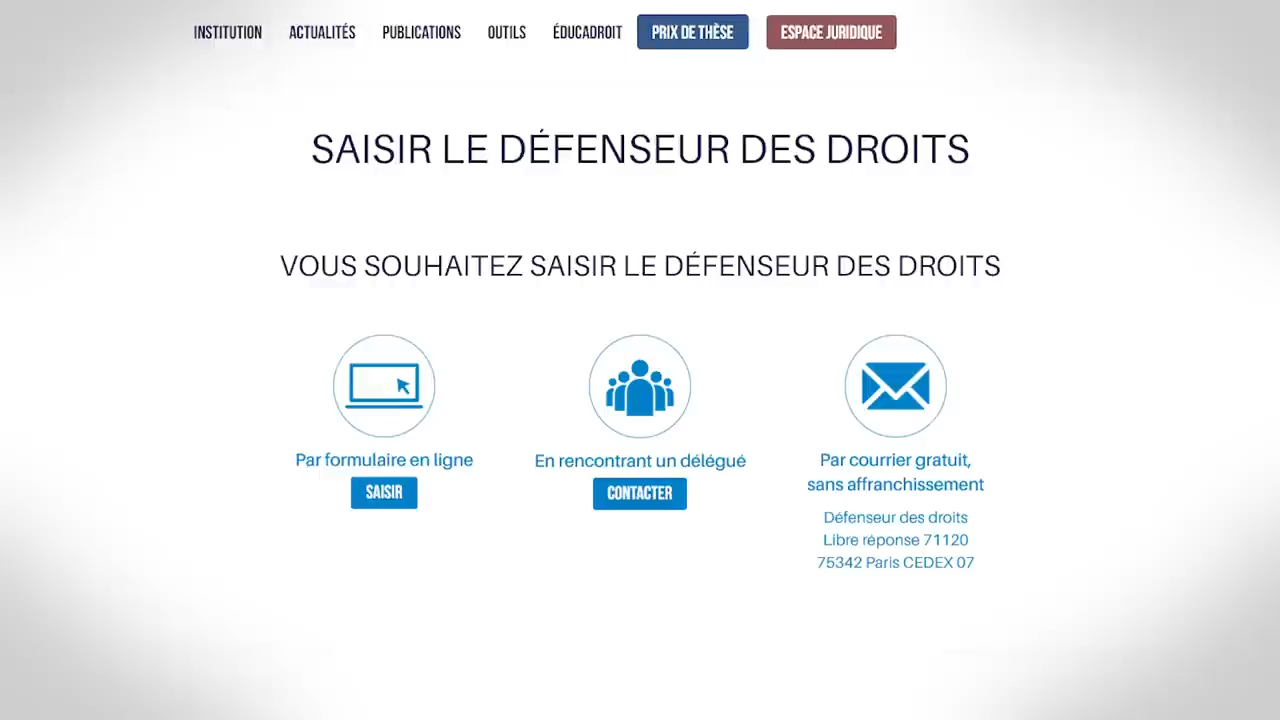 INSTITUTION ACTUALITÉS PUBLICATIONS OUTILS ÉDUCADROIT PRIX DE THÈSE ESPACE JURIDIQUE
SAISIR LE DÉFENSEUR DES DROITS
VOUS SOUHAITEZ SAISIR LE DÉFENSEUR DES DROITS
Par formulaire en ligne
SAISIR
En rencontrant un délégué
CONTACTER
Par courrier gratuit,
sans affranchissement
Défenseur des droits
Libre réponse 71120
75342 Paris CEDEX 07